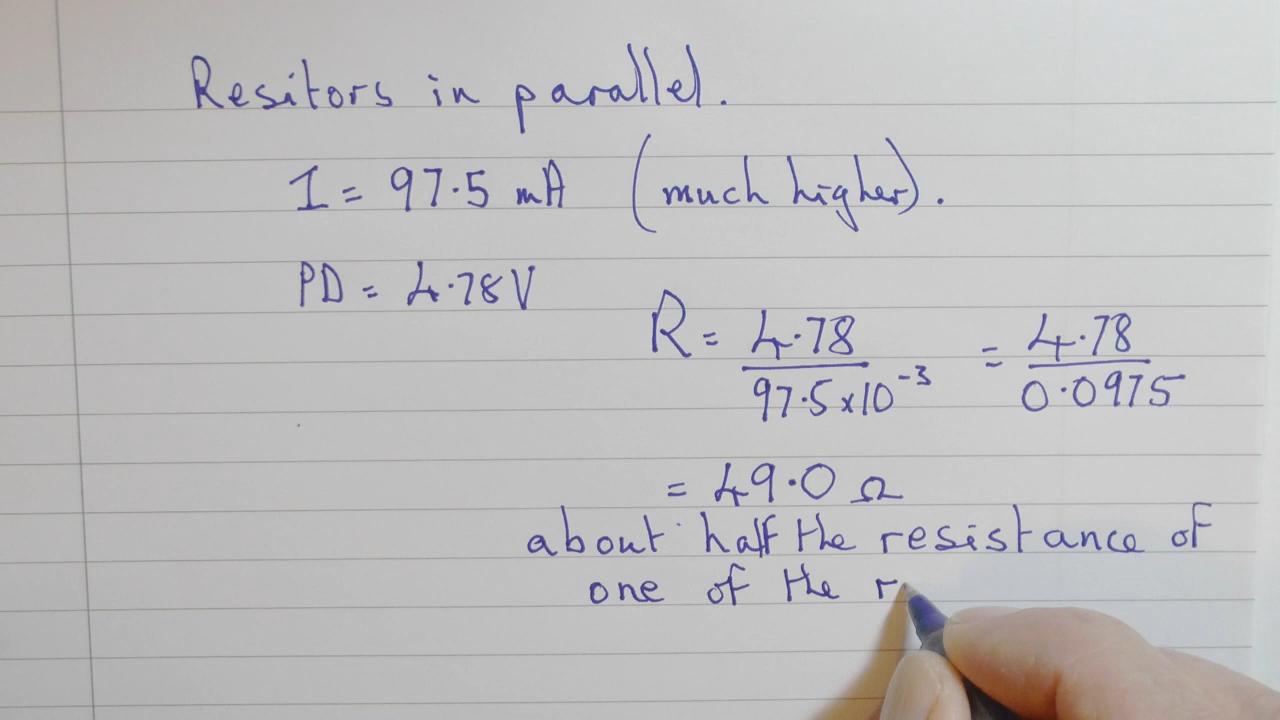 Resitors in parallel.
I = 97.5 mA (much higher).
PD = 4.78V
R = 4.78 / 97.5x10⁻³ = 4.78 / 0.0975
= 49.0 Ω
about half the resistance of
one of the r